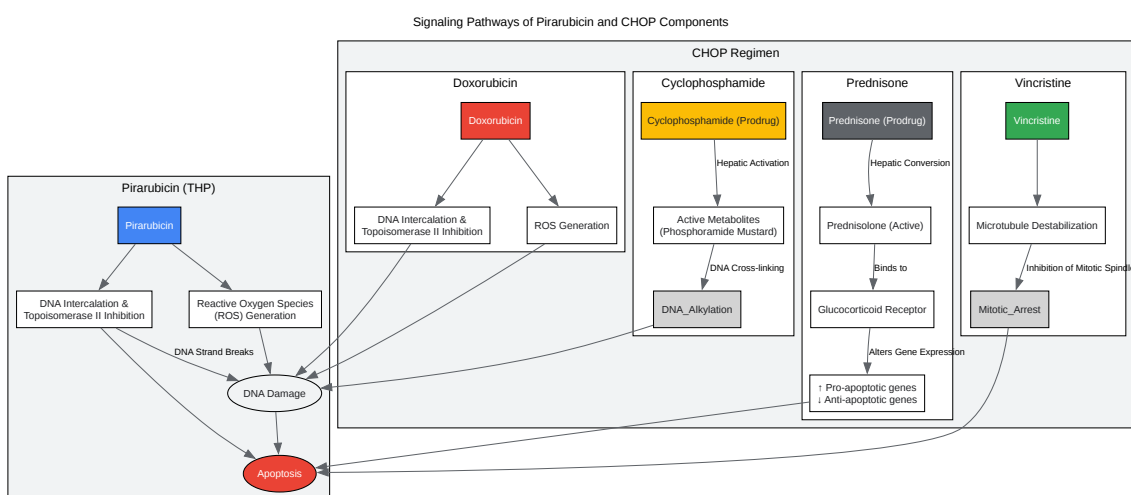 Signaling Pathways of Pirarubicin and CHOP Components
CHOP Regimen
Doxorubicin
Cyclophosphamide
Prednisone
Vincristine
Doxorubicin
Cyclophosphamide (Prodrug)
Prednisone (Prodrug)
Vincristine
Hepatic Activation
Hepatic Conversion
Pirarubicin (THP)
Pirarubicin
DNA Intercalation &
Topoisomerase II Inhibition
ROS Generation
Active Metabolites
(Phosphoramide Mustard)
Prednisolone (Active)
Microtubule Destabilization
DNA Cross-linking
Binds to
Inhibition of Mitotic Spindle
DNA Intercalation &
Topoisomerase II Inhibition
Reactive Oxygen Species
(ROS) Generation
DNA_Alkylation
Glucocorticoid Receptor
Mitotic_Arrest
DNA Strand Breaks
Alters Gene Expression
DNA Damage
↑ Pro-apoptotic genes
↓ Anti-apoptotic genes
Apoptosis